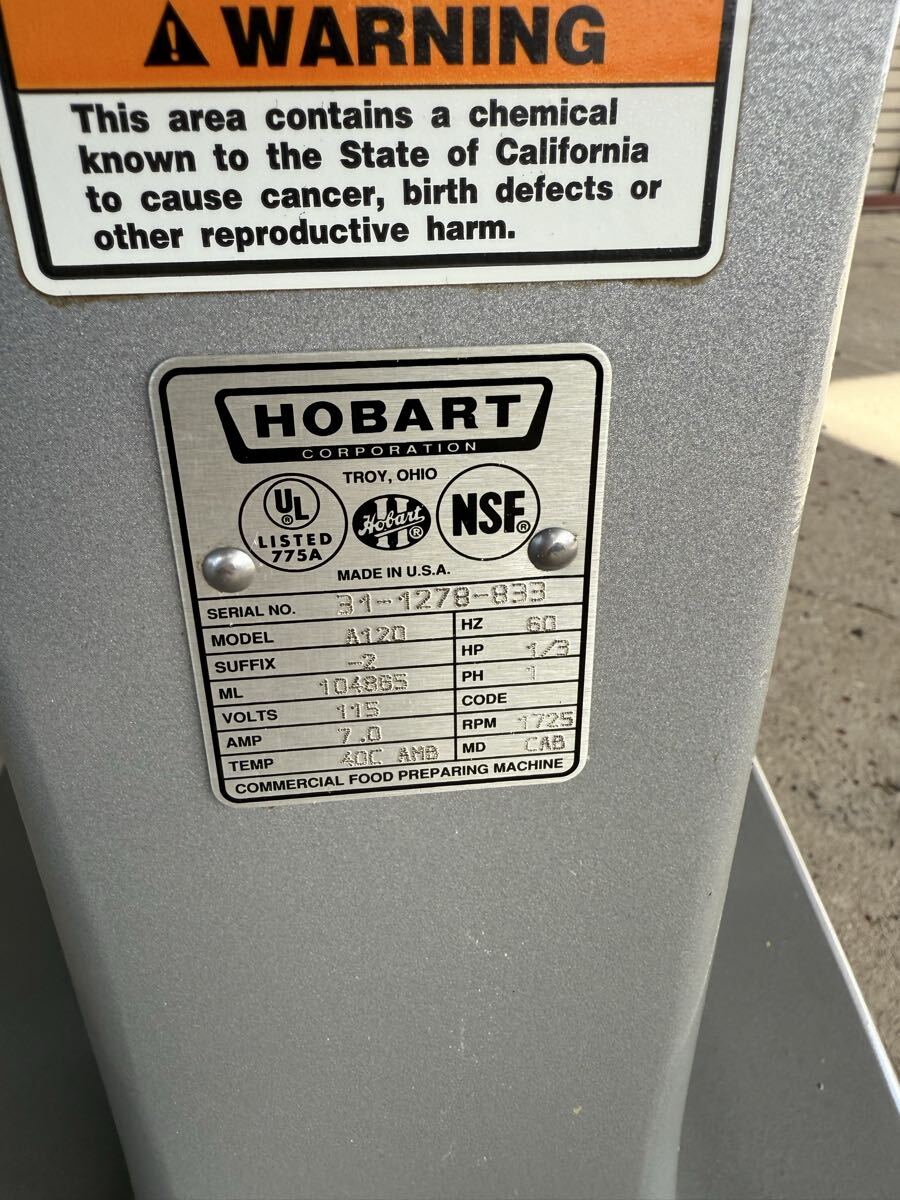 WARNING
This area contains a chemical
known to the State of California
to cause cancer, birth defects or
other reproductive harm.
HOBART
CORPORATION
TROY, OHIO
UL ®
LISTED
775A
Hobart ®
NSF®
MADE IN U.S.A.
SERIAL NO. 31-1278-833
MODEL A120 HZ 60
SUFFIX -2 HP 1/3
ML 104865 PH 1
VOLTS 115 CODE
AMP 7.0 RPM 1725
TEMP 40C AMB MD CAB
COMMERCIAL FOOD PREPARING MACHINE